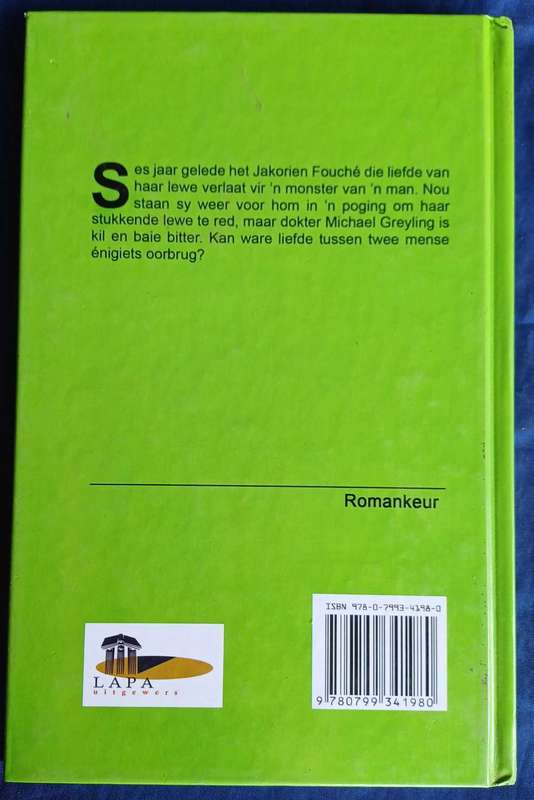 Ses jaar gelede het Jakorien Fouché die liefde van
haar lewe verlaat vir 'n monster van 'n man. Nou
staan sy weer voor hom in 'n poging om haar
stukkende lewe te red, maar dokter Michael Greyling is
kil en baie bitter. Kan ware liefde tussen twee mense
énigiets oorbrug?
Romankeur
ISBN 978-0-7993-4198-0
9 780799 341980
LAPA
uitgewers